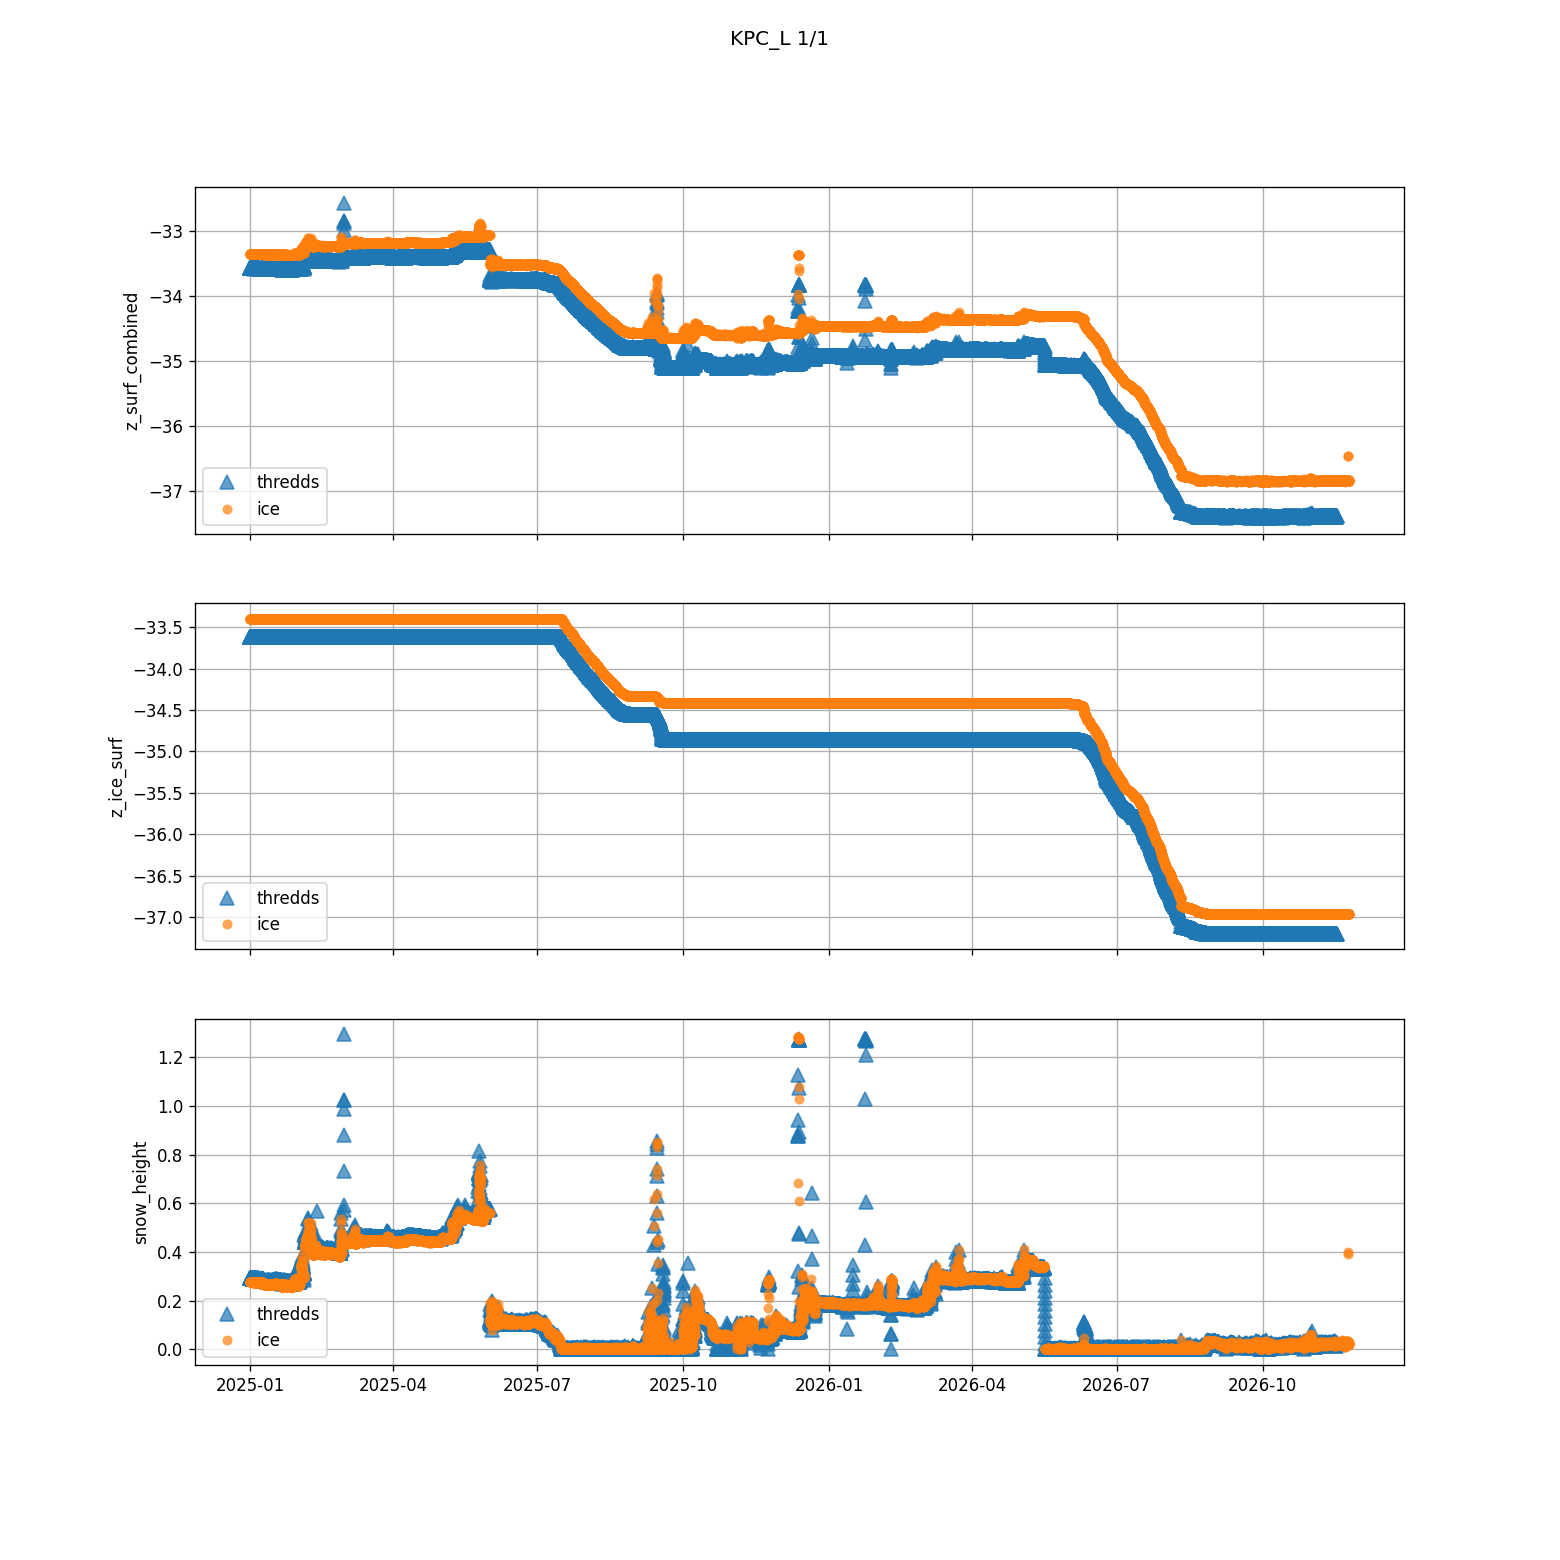 KPC_L 1/1
z_surf_combined
−33
−34
−35
−36
−37
thredds
ice
z_ice_surf
−33.5
−34.0
−34.5
−35.0
−35.5
−36.0
−36.5
−37.0
thredds
ice
snow_height
1.2
1.0
0.8
0.6
0.4
0.2
0.0
thredds
ice
2025-01 2025-04 2025-07 2025-10 2026-01 2026-04 2026-07 2026-10